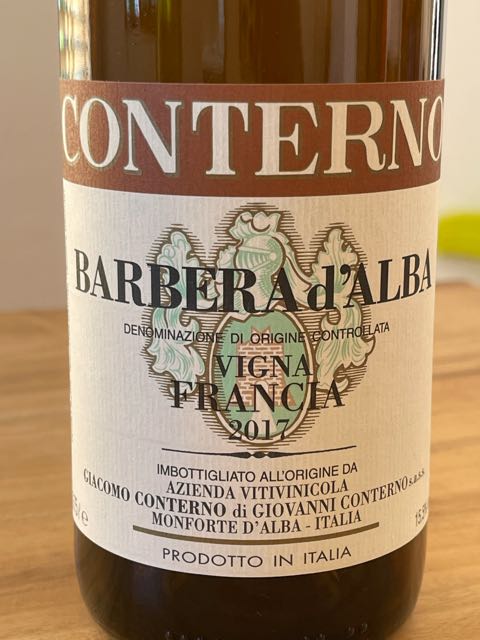 CONTERNO
BARBERA d'ALBA
DENOMINAZIONE DI ORIGINE CONTROLLATA
VIGNA
FRANCIA
2017
IMBOTTIGLIATO ALL'ORIGINE DA
AZIENDA VITIVINICOLA
GIACOMO CONTERNO di GIOVANNI CONTERNO s.a.s.
MONFORTE D'ALBA - ITALIA
PRODOTTO IN ITALIA